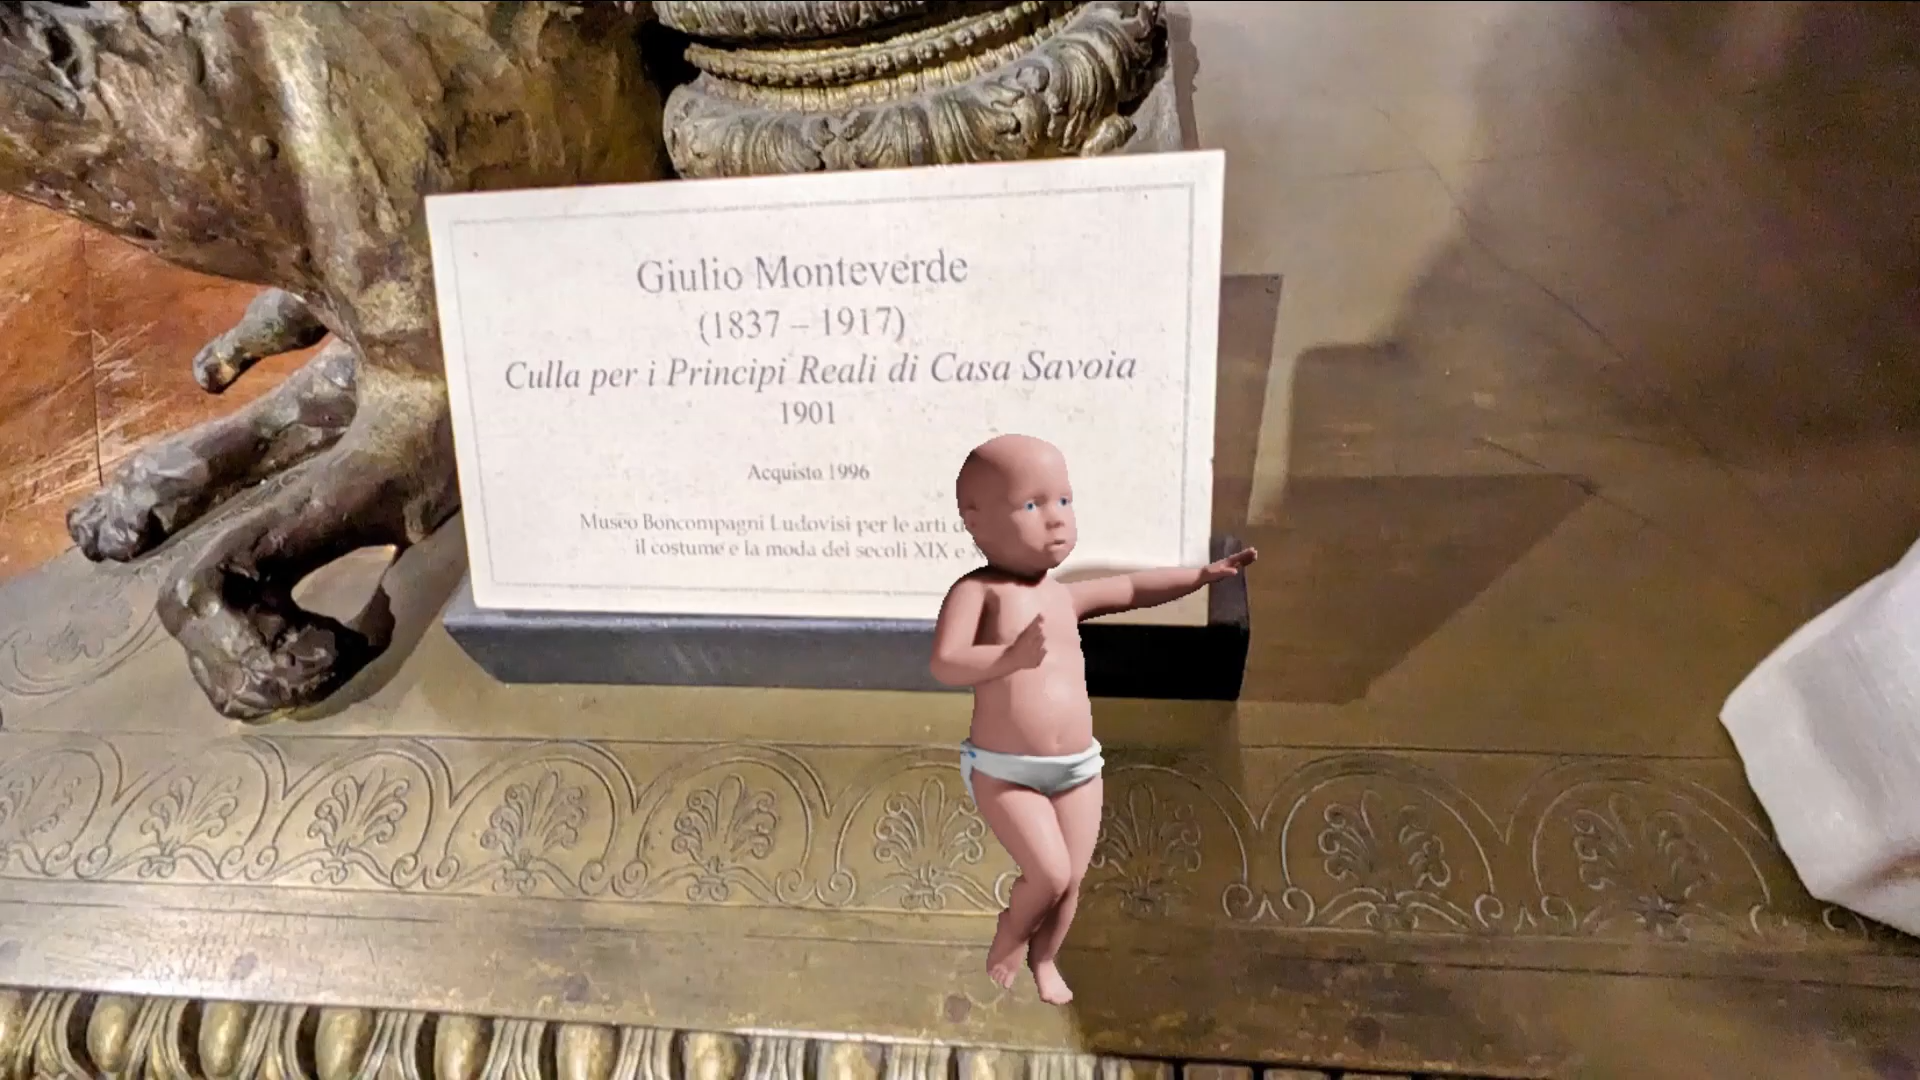 Giulio Monteverde
(1837 – 1917)
Culla per i Principi Reali di Casa Savoia
1901
Acquisto 1996
Museo Boncompagni Ludovisi per le arti
il costume e la moda dei secoli XIX e